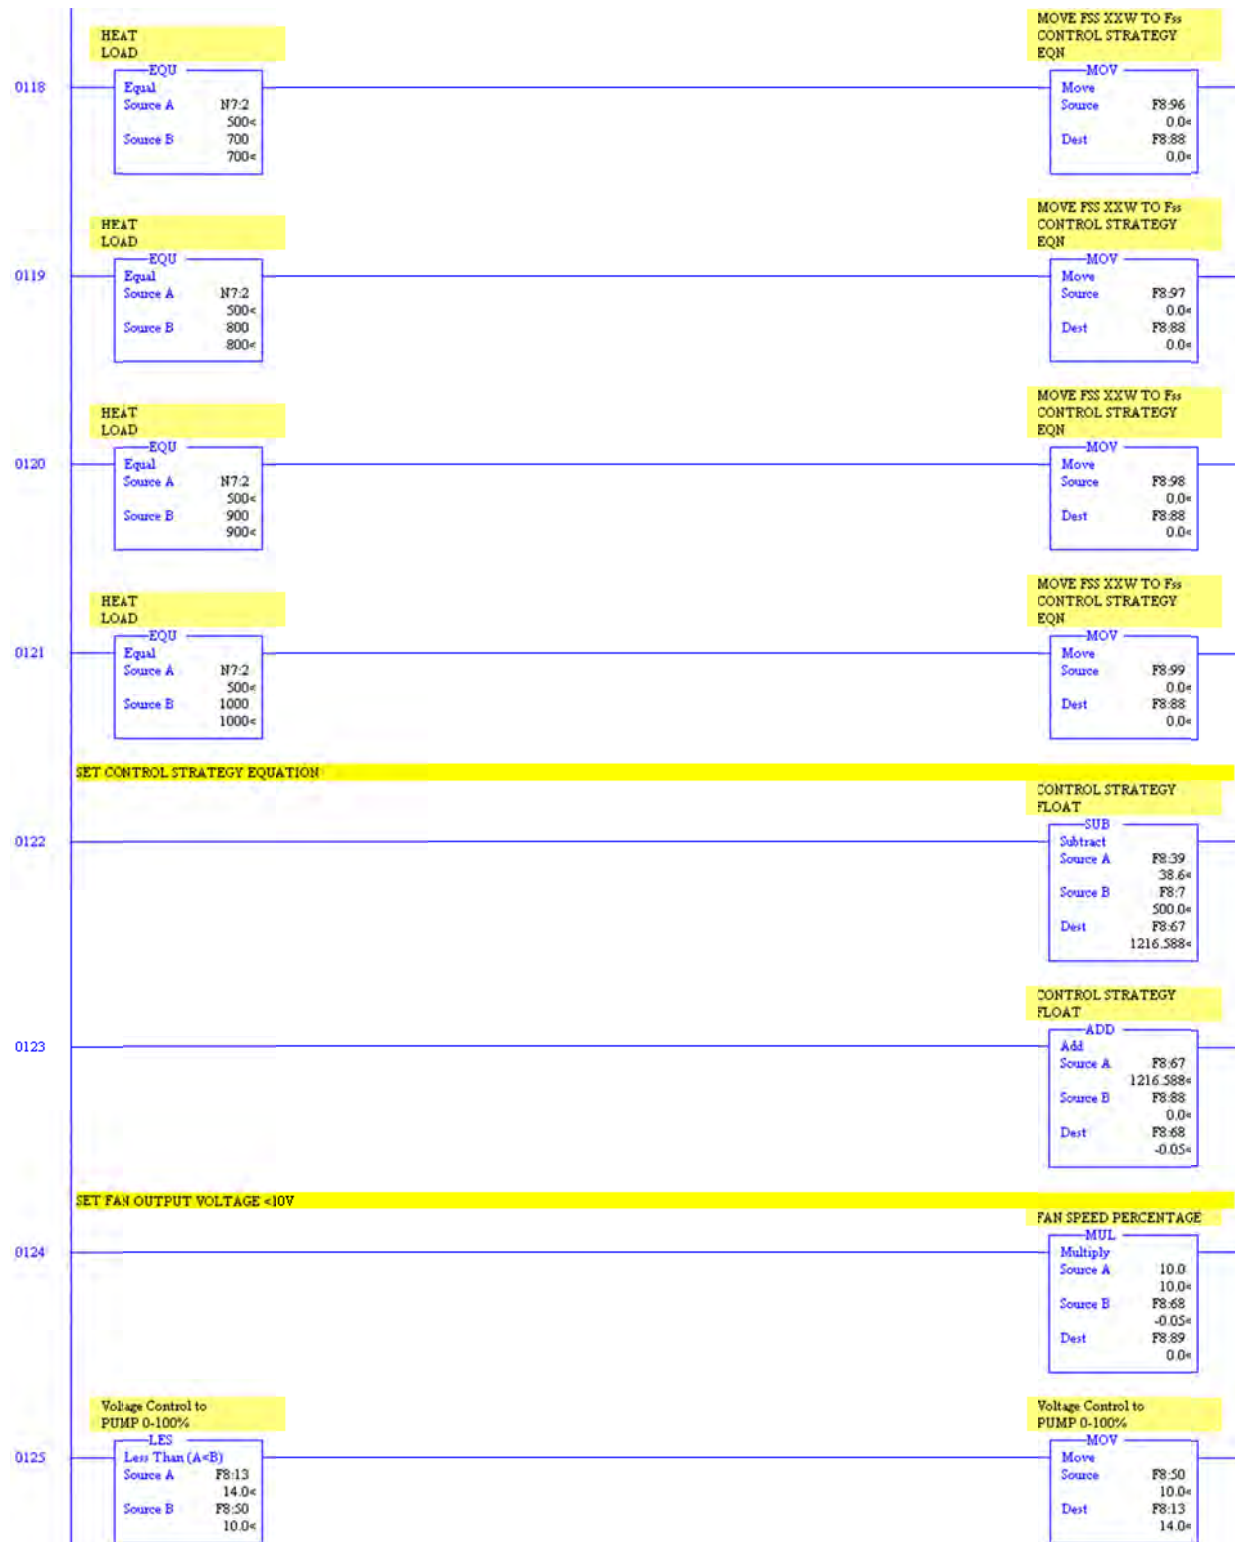 HEAT
LOAD
MOVE FSS XXW TO Fss
CONTROL STRATEGY
EQN
0118
EQU
Equal
Source A N7:2
500<
Source B 700
700<
MOV
Move
Source F8:96
0.0<
Dest F8:88
0.0<
HEAT
LOAD
MOVE FSS XXW TO Fss
CONTROL STRATEGY
EQN
0119
EQU
Equal
Source A N7:2
500<
Source B 800
800<
MOV
Move
Source F8:97
0.0<
Dest F8:88
0.0<
HEAT
LOAD
MOVE FSS XXW TO Fss
CONTROL STRATEGY
EQN
0120
EQU
Equal
Source A N7:2
500<
Source B 900
900<
MOV
Move
Source F8:98
0.0<
Dest F8:88
0.0<
HEAT
LOAD
MOVE FSS XXW TO Fss
CONTROL STRATEGY
EQN
0121
EQU
Equal
Source A N7:2
500<
Source B 1000
1000<
MOV
Move
Source F8:99
0.0<
Dest F8:88
0.0<
SET CONTROL STRATEGY EQUATION
CONTROL STRATEGY
FLOAT
0122
SUB
Subtract
Source A F8:39
38.6<
Source B F8:7
500.0<
Dest F8:67
1216.588<
CONTROL STRATEGY
FLOAT
0123
ADD
Add
Source A F8:67
1216.588<
Source B F8:88
0.0<
Dest F8:68
-0.05<
SET FAN OUTPUT VOLTAGE <10V
FAN SPEED PERCENTAGE
0124
MUL
Multiply
Source A 10.0
10.0<
Source B F8:68
-0.05<
Dest F8:89
0.0<
Voltage Control to
PUMP 0-100%
Voltage Control to
PUMP 0-100%
0125
LES
Less Than (A<B)
Source A F8:13
14.0<
Source B F8:50
10.0<
MOV
Move
Source F8:50
10.0<
Dest F8:13
14.0<